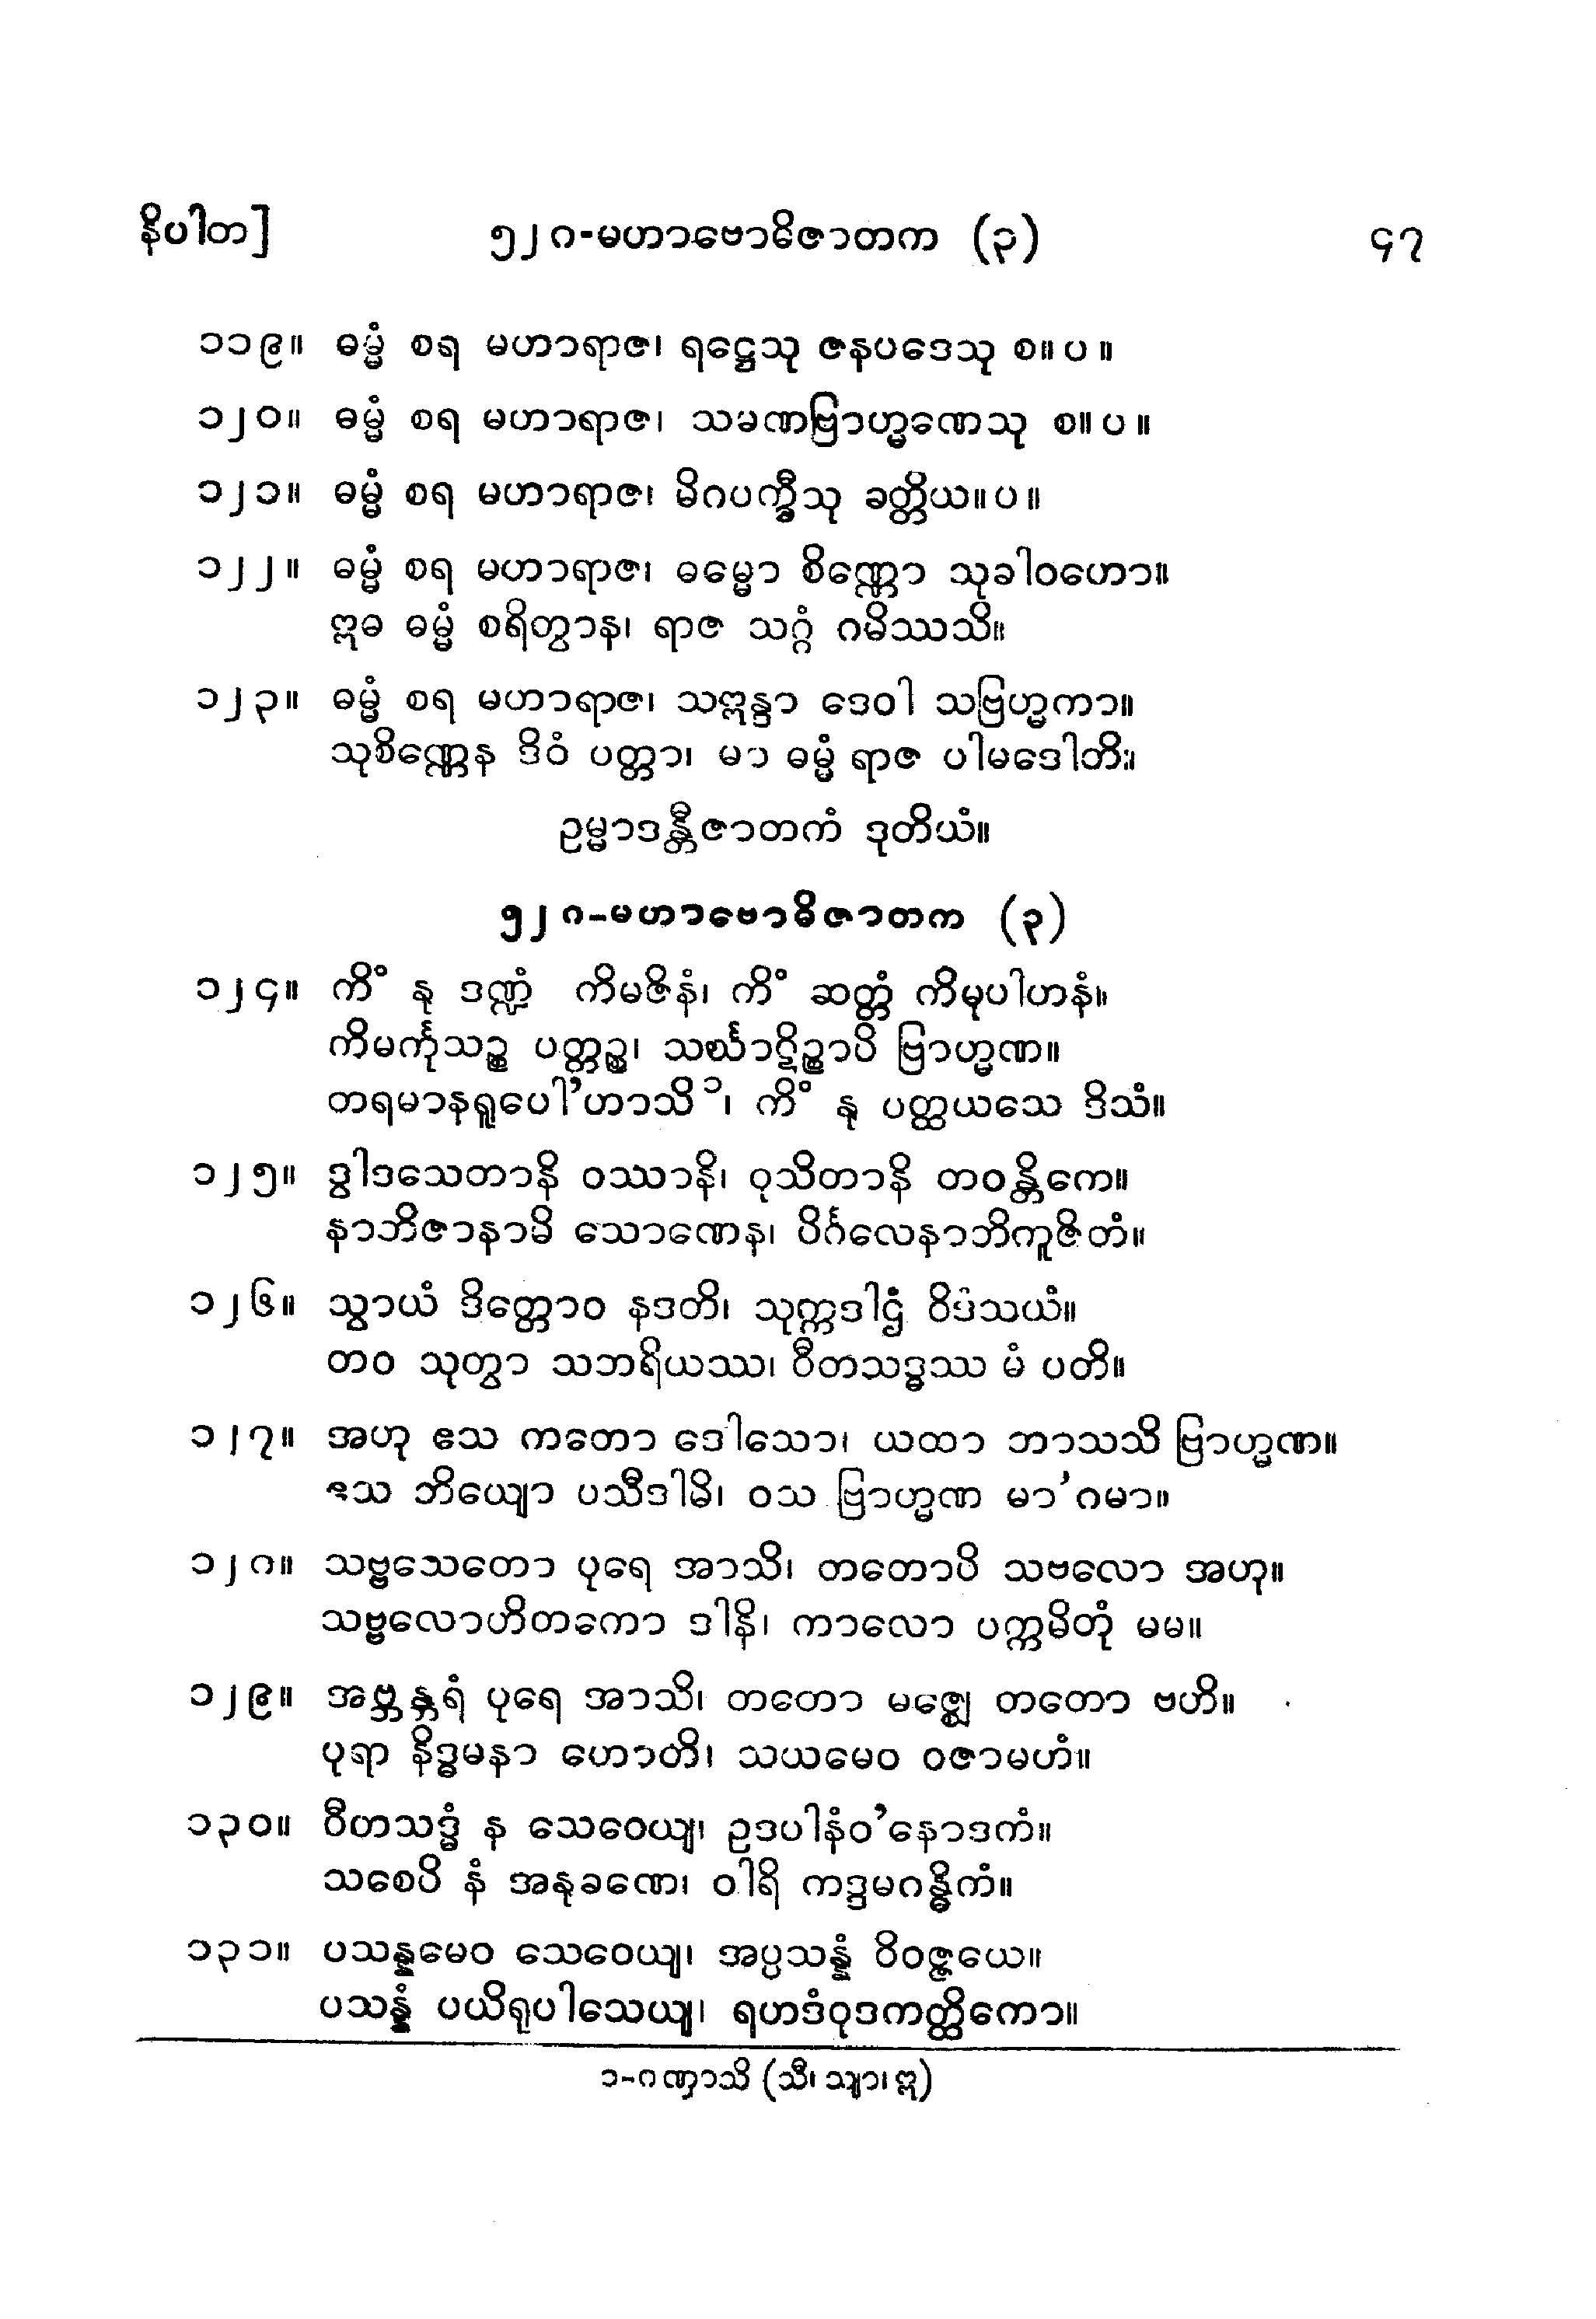 နိပါတ]
၅၂၈-မဟာဗောဓိဇာတက (၃)
၄၇
၁၁၉။ ဓမ္မံ စရ မဟာရာဇ၊ ရဋ္ဌေသု ဇနပဒေသု စ။ပ။
၁၂၀။ ဓမ္မံ စရ မဟာရာဇ၊ သမဏဗြာဟ္မဏေသု စ။ပ။
၁၂၁။ ဓမ္မံ စရ မဟာရာဇ၊ မိဂပက္ခီသု ခတ္တိယ။ပ။
၁၂၂။ ဓမ္မံ စရ မဟာရာဇ၊ ဓမ္မော စိဏ္ဏော သုခါဝဟော။
ဣဓ ဓမ္မံ စရိတွာန၊ ရာဇ သဂ္ဂံ ဂမိဿသိ။
၁၂၃။ ဓမ္မံ စရ မဟာရာဇ၊ သဣန္ဒာ ဒေဝါ သဗြဟ္မကာ။
သုစိဏ္ဏေန ဒိဝံ ပတ္တာ၊ မာ ဓမ္မံ ရာဇ ပါမဒေါတိ။
ဥမ္မာဒန္တီဇာတကံ ဒုတိယံ။
၅၂၈-မဟာဗောဓိဇာတက (၃)
၁၂၄။ ကိံ နု ဒဏ္ဍံ ကိမဇိနံ၊ ကိံ ဆတ္တံ ကိမုပါဟနံ။
ကိမင်္ကုသဉ္စ ပတ္တဉ္စ၊ သင်္ဃာဋိဉ္စာပိ ဗြာဟ္မဏ။
တရမာနရူပေါ'ဟာသိ ၁၊ ကိံ နု ပတ္ထယသေ ဒိသံ။
၁၂၅။ ဒွါဒသေတာနိ ဝဿာနိ၊ ဝုသိတာနိ တဝန္တိကေ။
နာဘိဇာနာမိ သောဏေန၊ ပိင်္ဂလေနာဘိကူဇိတံ။
၁၂၆။ သွာယံ ဒိတ္တောဝ နဒတိ၊ သုက္ကဒါဌံ ဝိဒံသယံ။
တဝ သုတွာ သဘရိယဿ၊ ဝီတသဒ္ဓဿ မံ ပတိ။
၁၂၇။ အဟု ဧသ ကတော ဒေါသော၊ ယထာ ဘာသသိ ဗြာဟ္မဏ။
ဧသ ဘိယျော ပသီဒါမိ၊ ဝသ ဗြာဟ္မဏ မာ'ဂမာ။
၁၂၈။ သဗ္ဗသေတော ပုရေ အာသိ၊ တတောပိ သဗလော အဟု။
သဗ္ဗလောဟိတကော ဒါနိ၊ ကာလော ပက္ကမိတုံ မမ။
၁၂၉။ အဗ္ဘန္တရံ ပုရေ အာသိ၊ တတော မဇ္ဈေ တတော ဗဟိ။
ပုရာ နိဒ္ဓမနာ ဟောတိ၊ သယမေဝ ဝဇာမဟံ။
၁၃၀။ ဝီတသဒ္ဓံ န သေဝေယျ၊ ဥဒပါနံဝ'နောဒကံ။
သစေပိ နံ အနုခဏေ၊ ဝါရိ ကဒ္ဒမဂန္ဓိကံ။
၁၃၁။ ပသန္နမေဝ သေဝေယျ၊ အပ္ပသန္နံ ဝိဝဇ္ဇယေ။
ပသန္နံ ပယိရုပါသေယျ၊ ရဟဒံဝုဒကတ္ထိကော။
၁-ဂဏှာသိ (သီ၊ သျာ၊ ဣ)